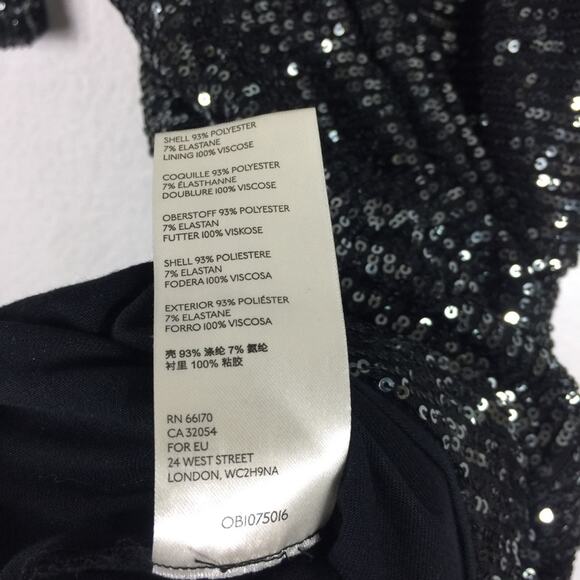 SHELL 93% POLYESTER
7% ELASTANE
LINING 100% VISCOSE
COQUILLE 93% POLYESTER
7% ÉLASTHANNE
DOUBLURE 100% VISCOSE
OBERSTOFF 93% POLYESTER
7% ELASTAN
FUTTER 100% VISKOSE
SHELL 93% POLIESTERE
7% ELASTAN
FODERA 100% VISCOSA
EXTERIOR 93% POLIÉSTER
7% ELASTANE
FORRO 100% VISCOSA
壳 93% 涤纶 7% 氨纶
衬里 100% 粘胶
RN 66170
CA 32054
FOR EU
24 WEST STREET
LONDON, WC2H9NA
OB1075016